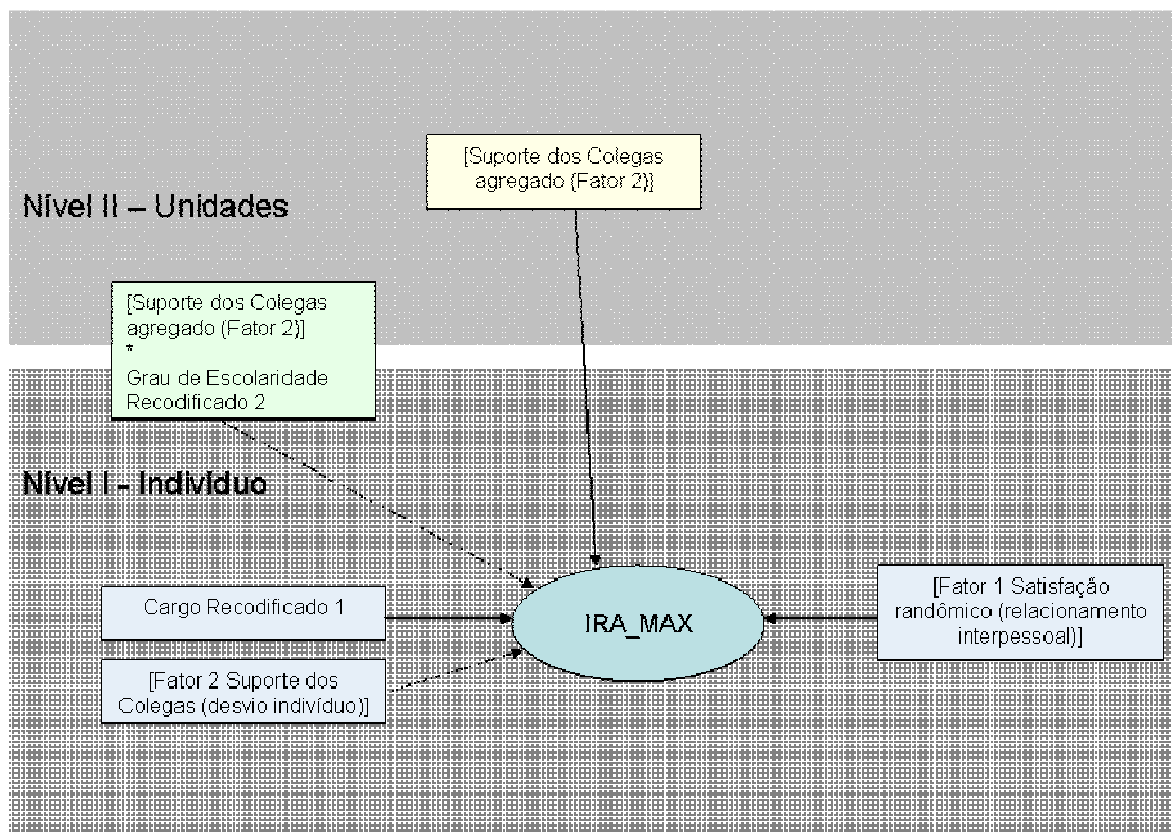 [Suporte dos Colegas
agregado (Fator 2)]
Nível II – Unidades
[Suporte dos Colegas
agregado (Fator 2)]
*
Grau de Escolaridade
Recodificado 2
Nível I - Indivíduo
Cargo Recodificado 1
[Fator 2 Suporte dos
Colegas (desvio indivíduo)]
IRA_MAX
[Fator 1 Satisfação
randômico (relacionamento
interpessoal)]